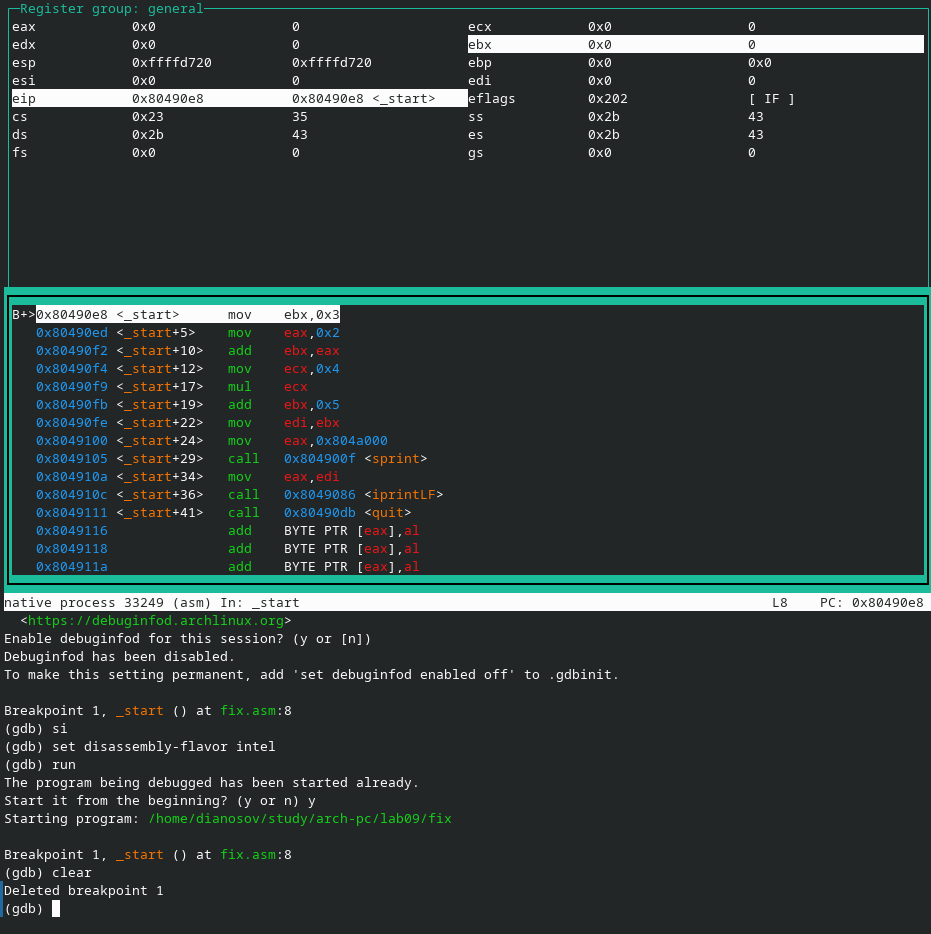 Register group: general
eax 0x0 0 ecx 0x0 0
edx 0x0 0 ebx 0x0 0
esp 0xffffd720 0xffffd720 ebp 0x0 0x0
esi 0x0 0 edi 0x0 0
eip 0x80490e8 0x80490e8 <_start> eflags 0x202 [ IF ]
cs 0x23 35 ss 0x2b 43
ds 0x2b 43 es 0x2b 43
fs 0x0 0 gs 0x0 0
B+>0x80490e8 <_start> mov ebx,0x3
0x80490ed <_start+5> mov eax,0x2
0x80490f2 <_start+10> add ebx,eax
0x80490f4 <_start+12> mov ecx,0x4
0x80490f9 <_start+17> mul ecx
0x80490fb <_start+19> add ebx,0x5
0x80490fe <_start+22> mov edi,ebx
0x8049100 <_start+24> mov eax,0x804a000
0x8049105 <_start+29> call 0x804900f <sprint>
0x804910a <_start+34> mov eax,edi
0x804910c <_start+36> call 0x8049086 <iprintLF>
0x8049111 <_start+41> call 0x80490db <quit>
0x8049116 add BYTE PTR [eax],al
0x8049118 add BYTE PTR [eax],al
0x804911a add BYTE PTR [eax],al
native process 33249 (asm) In: _start L8 PC: 0x80490e8
<https://debuginfod.archlinux.org>
Enable debuginfod for this session? (y or [n])
Debuginfod has been disabled.
To make this setting permanent, add 'set debuginfod enabled off' to .gdbinit.
Breakpoint 1, _start () at fix.asm:8
(gdb) si
(gdb) set disassembly-flavor intel
(gdb) run
The program being debugged has been started already.
Start it from the beginning? (y or n) y
Starting program: /home/dianosov/study/arch-pc/lab09/fix
Breakpoint 1, _start () at fix.asm:8
(gdb) clear
Deleted breakpoint 1
(gdb)